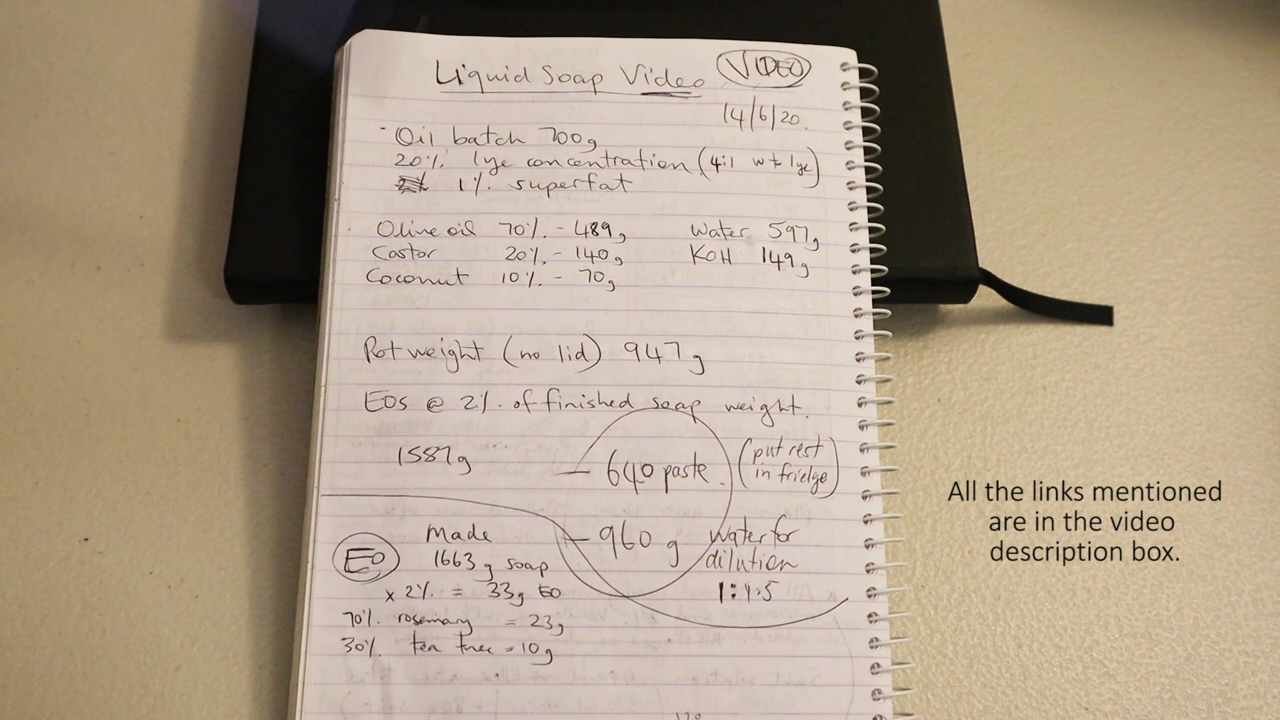 Liquid Soap Video
VIDEO
14/6/20
Oil batch 700g
20% lye concentration (4:1 w to lye)
1% superfat
Olive oil 70% - 489g
Water 597g
Castor 20% - 140g
KOH 149g
Coconut 10% - 70g
Pot weight (no lid) 947g
EOs @ 2% of finished soap weight.
1587g
— 640 paste. (put rest in fridge)
— 960g water for dilution
1:1.5
EO
Made
1663g soap
x 2% = 33g EO
70% rosemary = 23g
30% tea tree = 10g
All the links mentioned
are in the video
description box.